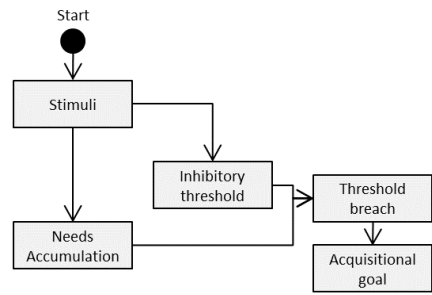 Start
Stimuli
Inhibitory
threshold
Threshold
breach
Needs
Accumulation
Acquisitional
goal